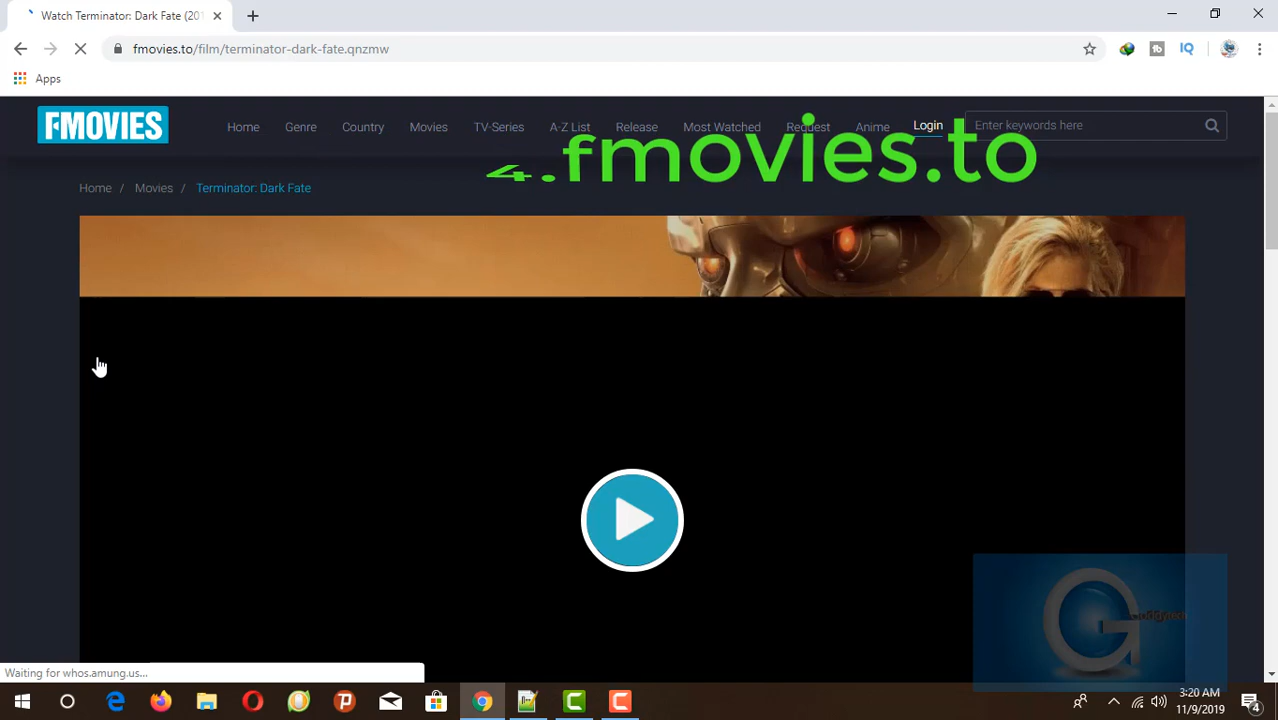 Watch Terminator: Dark Fate (201
fmovies.to/film/terminator-dark-fate.qnzmw
Apps
FMOVIES
Home Genre Country Movies TV-Series A-Z List Release Most Watched Request Anime Login Enter keywords here
4.fmovies.to
Home / Movies / Terminator: Dark Fate
Waiting for whos.amung.us...
3:20 AM
11/9/2019
4